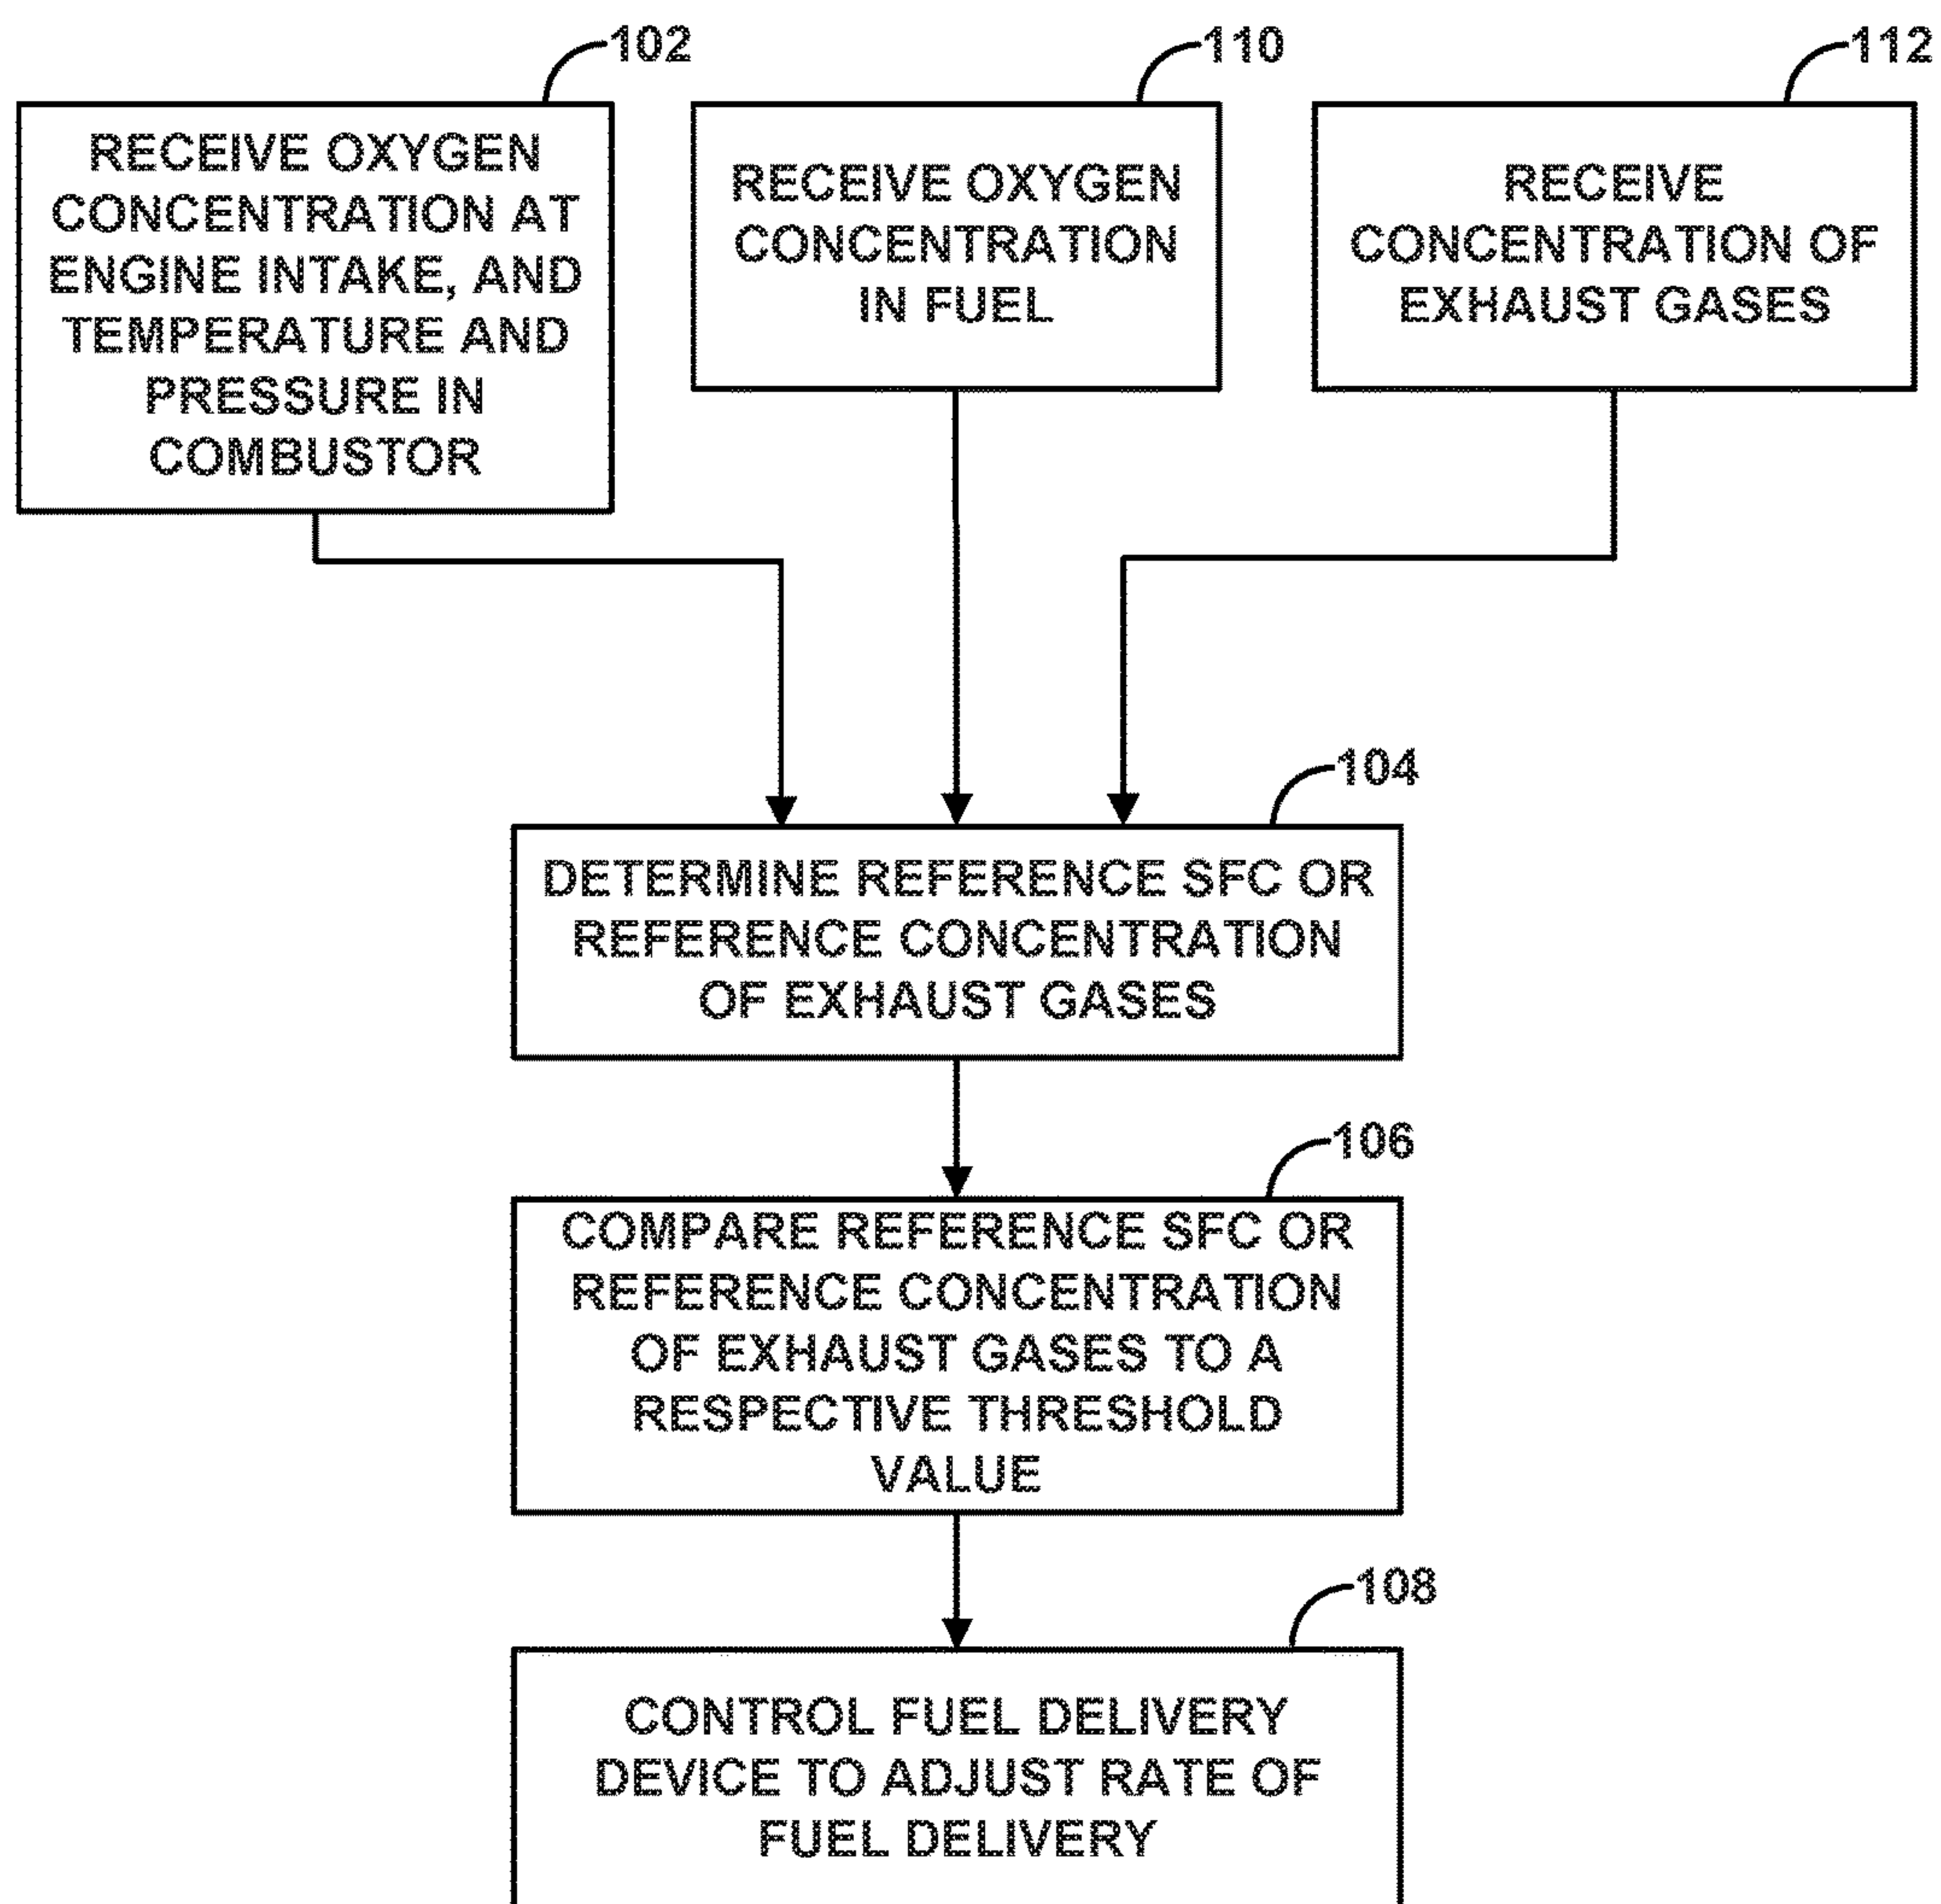 102
RECEIVE OXYGEN
CONCENTRATION AT
ENGINE INTAKE, AND
TEMPERATURE AND
PRESSURE IN
COMBUSTOR
110
RECEIVE OXYGEN
CONCENTRATION
IN FUEL
112
RECEIVE
CONCENTRATION OF
EXHAUST GASES
104
DETERMINE REFERENCE SFC OR
REFERENCE CONCENTRATION
OF EXHAUST GASES
106
COMPARE REFERENCE SFC OR
REFERENCE CONCENTRATION
OF EXHAUST GASES TO A
RESPECTIVE THRESHOLD
VALUE
108
CONTROL FUEL DELIVERY
DEVICE TO ADJUST RATE OF
FUEL DELIVERY